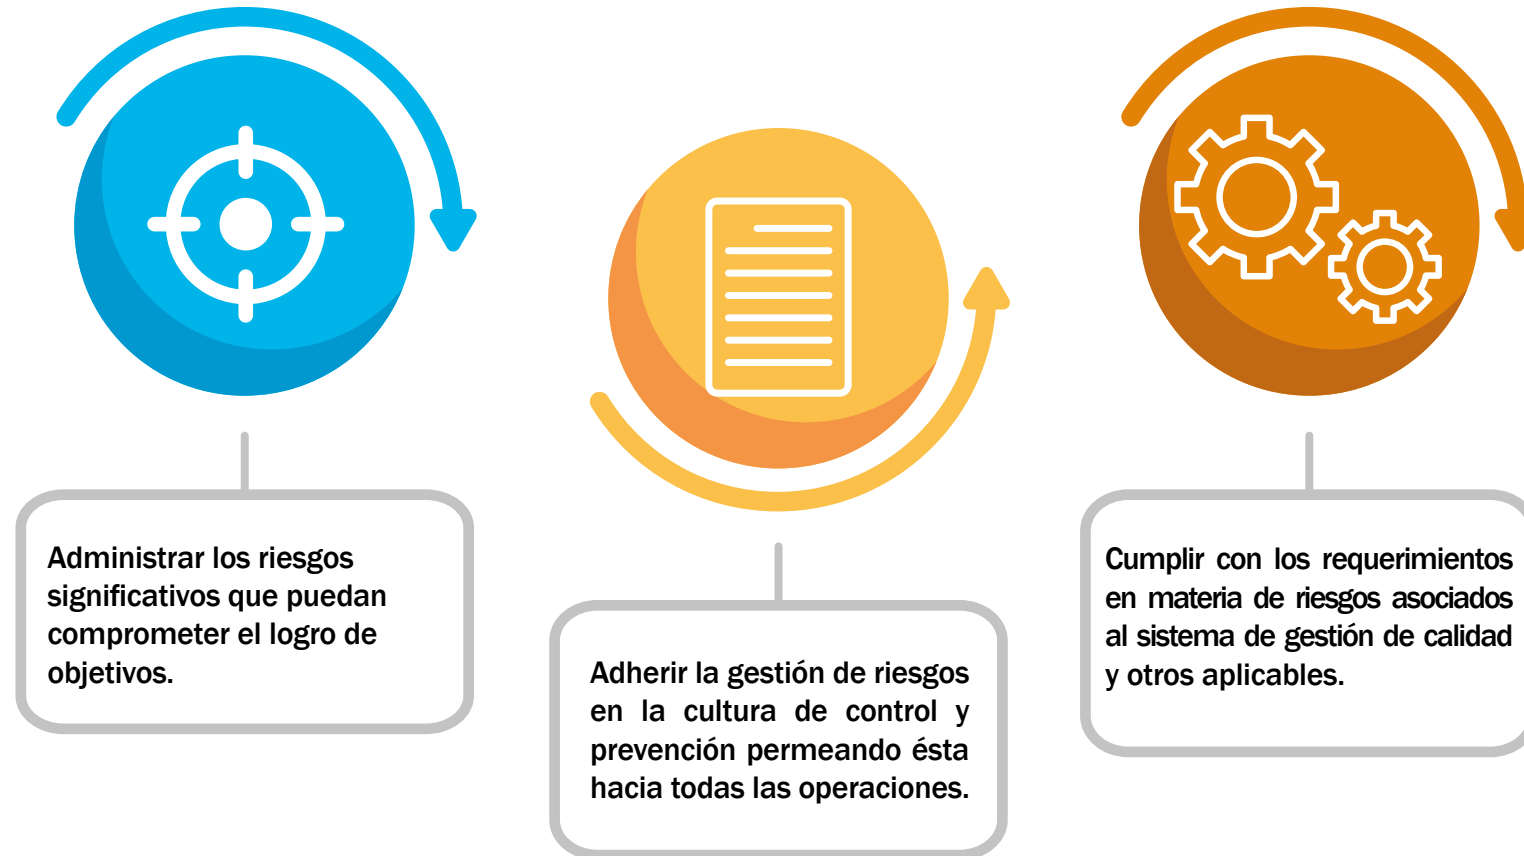 Administrar los riesgos
significativos que puedan
comprometer el logro de
objetivos.
Adherir la gestión de riesgos
en la cultura de control y
prevención permeando ésta
hacia todas las operaciones.
Cumplir con los requerimientos
en materia de riesgos asociados
al sistema de gestión de calidad
y otros aplicables.